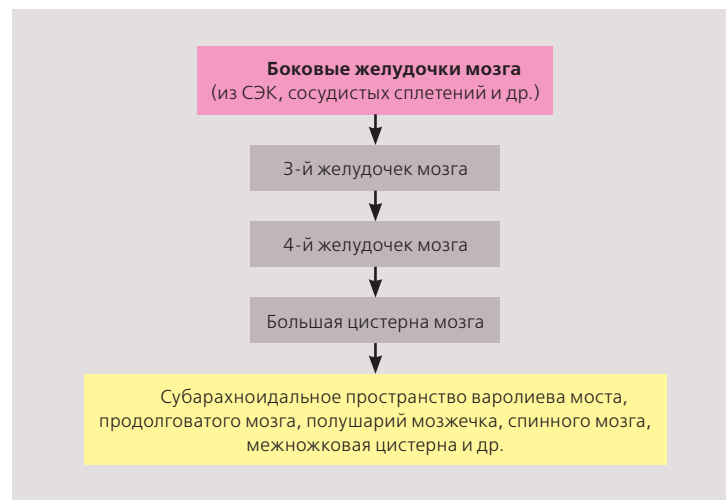 Боковые желудочки мозга
(из СЭК, сосудистых сплетений и др.)
3-й желудочек мозга
4-й желудочек мозга
Большая цистерна мозга
Субарахноидальное пространство варолиева моста,
продолговатого мозга, полушарий мозжечка, спинного мозга,
межножковая цистерна и др.